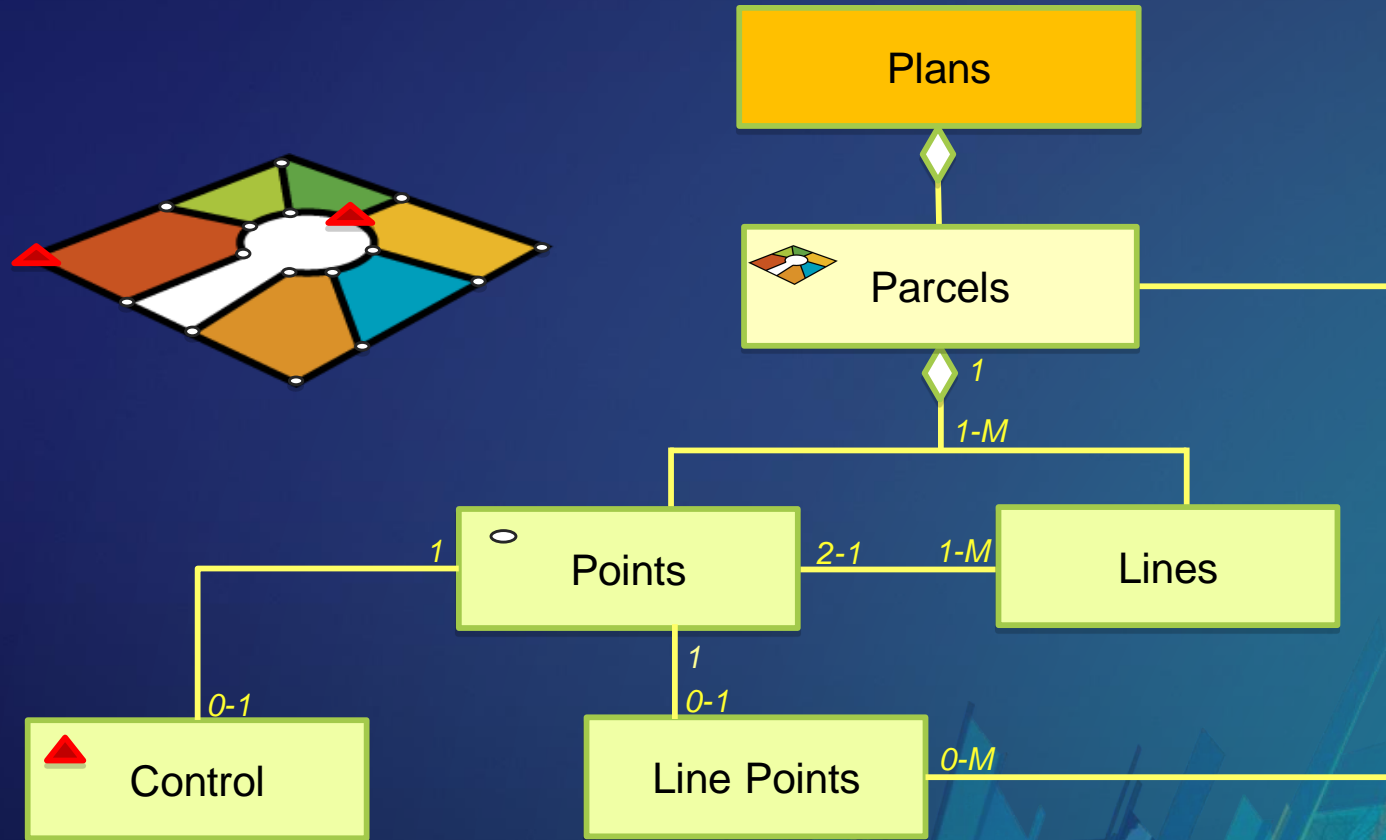 Plans
Parcels
1
1-M
1
Points
2-1
1-M
Lines
1
0-1
0-1
Control
Line Points
0-M